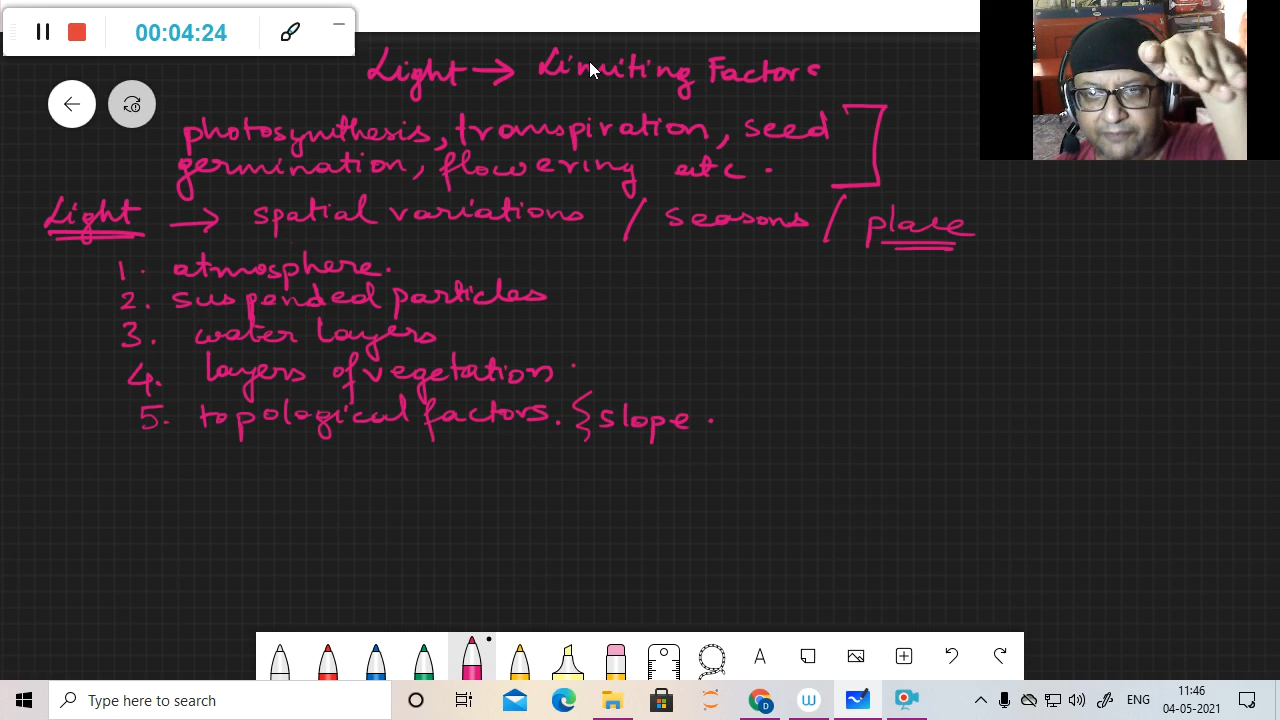 00:04:24
Light → Limiting Factors
photosynthesis, transpiration, seed
germination, flowering etc.
Light → spatial variations / seasons / place
1. atmosphere.
2. suspended particles
3. water layers
4. layers of vegetation.
5. topological factors. { slope.
Type here to search
ENG
11:46
04-05-2021